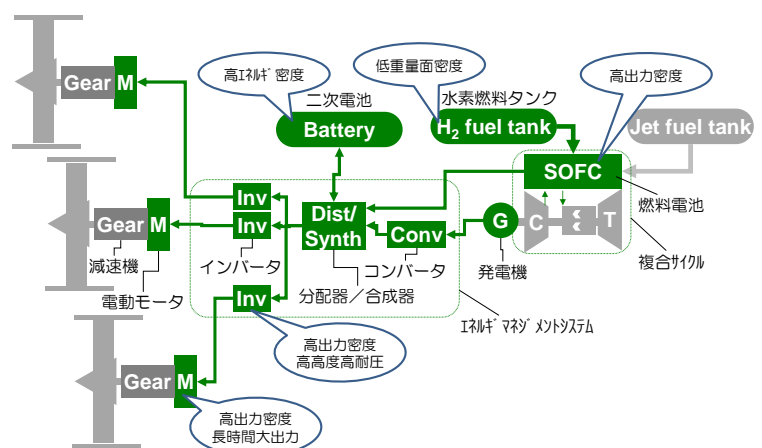 Gear M
高エネルギ密度
低重量面密度
高出力密度
二次電池
水素燃料タンク
Battery
H₂ fuel tank
Jet fuel tank
SOFC
燃料電池
Inv
Gear M
Inv
Dist/
Synth
Conv
G
C
T
減速機
インバータ
コンバータ
発電機
複合サイクル
電動モータ
分配器/合成器
Inv
エネルギマネジメントシステム
高出力密度
高高度高耐圧
Gear M
高出力密度
長時間大出力